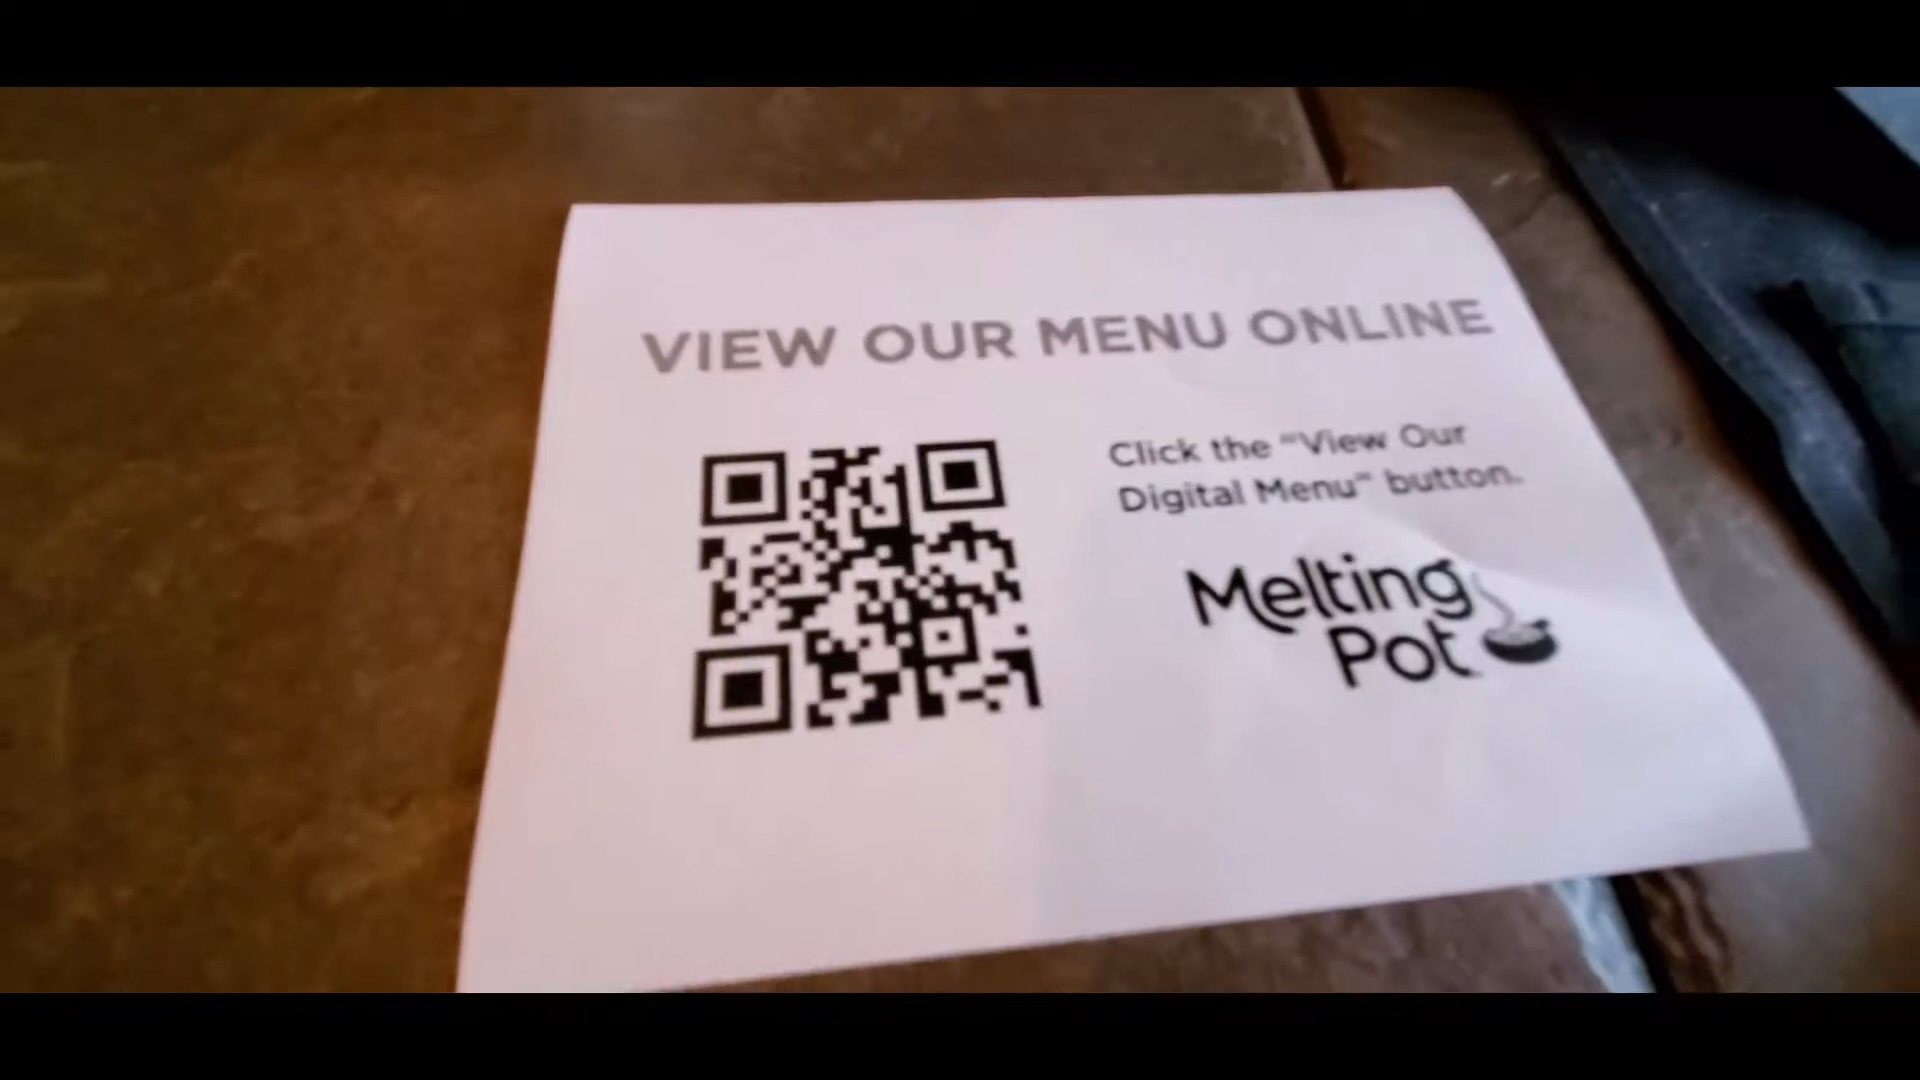 VIEW OUR MENU ONLINE
Click the "View Our
Digital Menu" button.
Melting
Pot